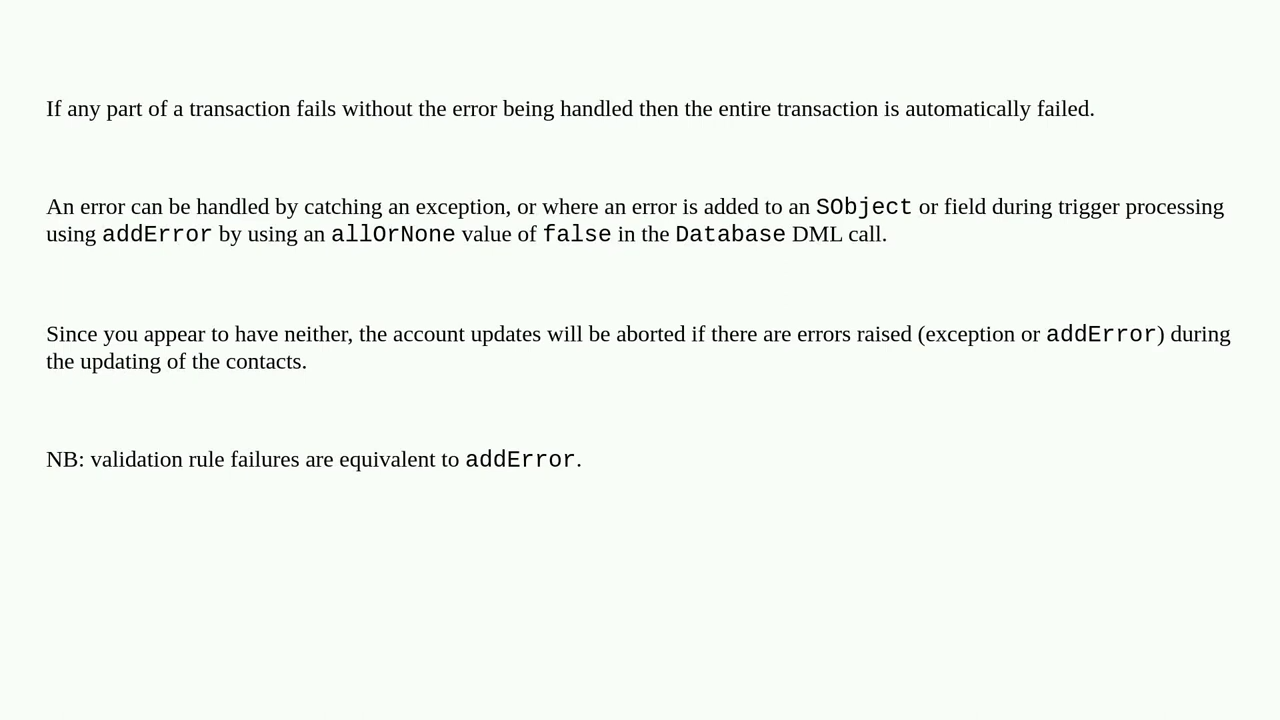 If any part of a transaction fails without the error being handled then the entire transaction is automatically failed.
An error can be handled by catching an exception, or where an error is added to an SObject or field during trigger processing
using addError by using an allOrNone value of false in the Database DML call.
Since you appear to have neither, the account updates will be aborted if there are errors raised (exception or addError) during
the updating of the contacts.
NB: validation rule failures are equivalent to addError.